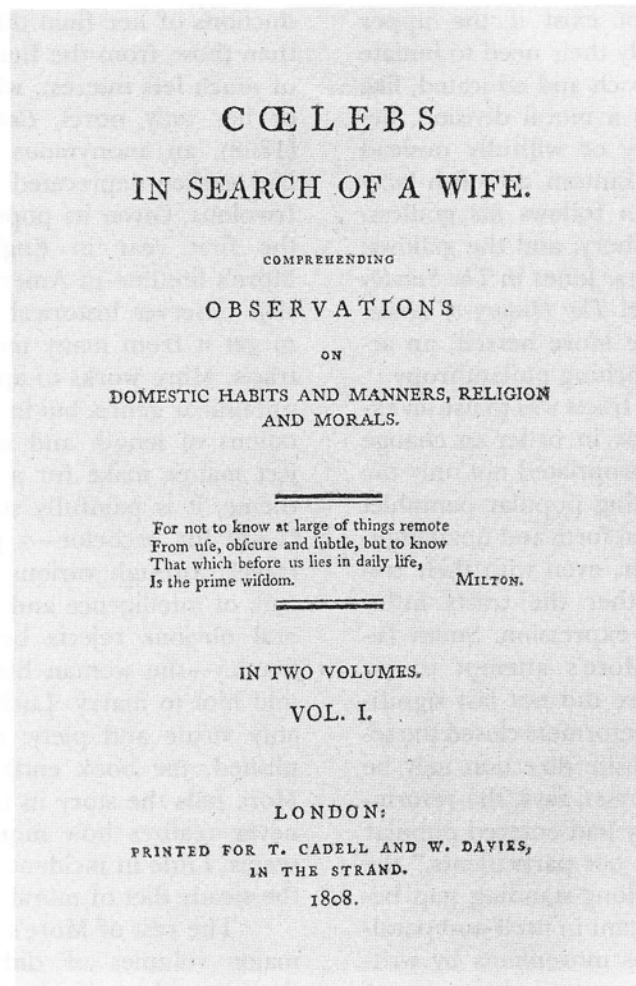 CŒLEBS
IN SEARCH OF A WIFE.
COMPREHENDING
OBSERVATIONS
ON
DOMESTIC HABITS AND MANNERS, RELIGION
AND MORALS.
For not to know at large of things remote
From uſe, obſcure and ſubtle, but to know
That which before us lies in daily life,
Is the prime wiſdom. MILTON.
IN TWO VOLUMES.
VOL. I.
LONDON:
PRINTED FOR T. CADELL AND W. DAVIES,
IN THE STRAND.
1808.